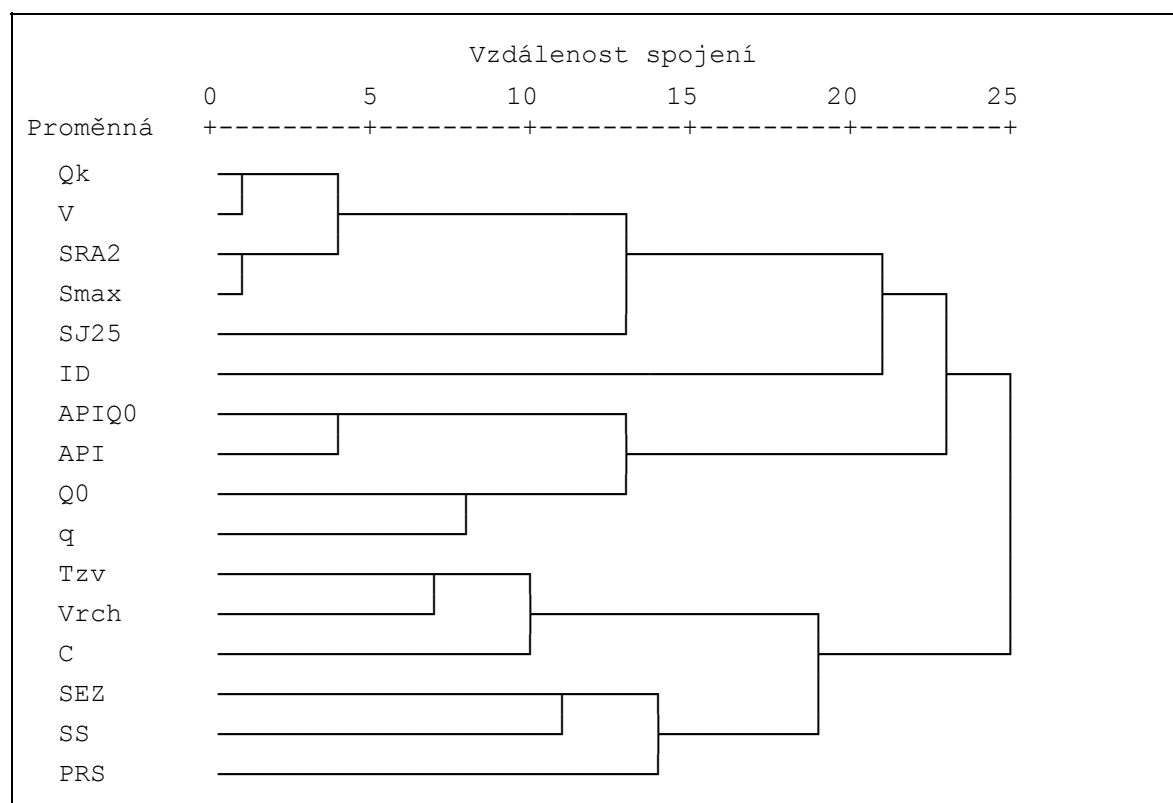 Vzdálenost spojení
0 5 10 15 20 25
Proměnná
Qk
V
SRA2
Smax
SJ25
ID
APIQ0
API
Q0
q
Tzv
Vrch
C
SEZ
SS
PRS